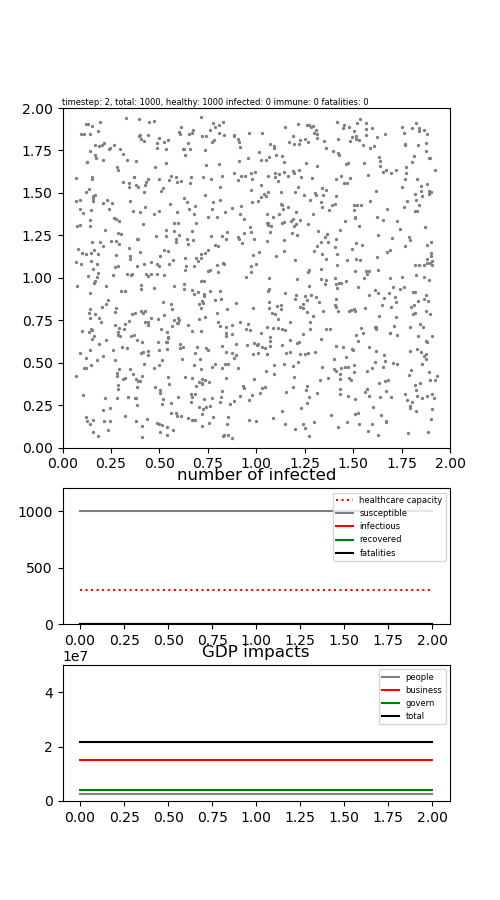 timestep: 2, total: 1000, healthy: 1000 infected: 0 immune: 0 fatalities: 0
2.00
1.75
1.50
1.25
1.00
0.75
0.50
0.25
0.00
0.00 0.25 0.50 0.75 1.00 1.25 1.50 1.75 2.00
number of infected
1000
500
0
healthcare capacity
susceptible
infectious
recovered
fatalities
0.00 0.25 0.50 0.75 1.00 1.25 1.50 1.75 2.00
GDP impacts
1e7
4
2
0
people
business
govern
total
0.00 0.25 0.50 0.75 1.00 1.25 1.50 1.75 2.00